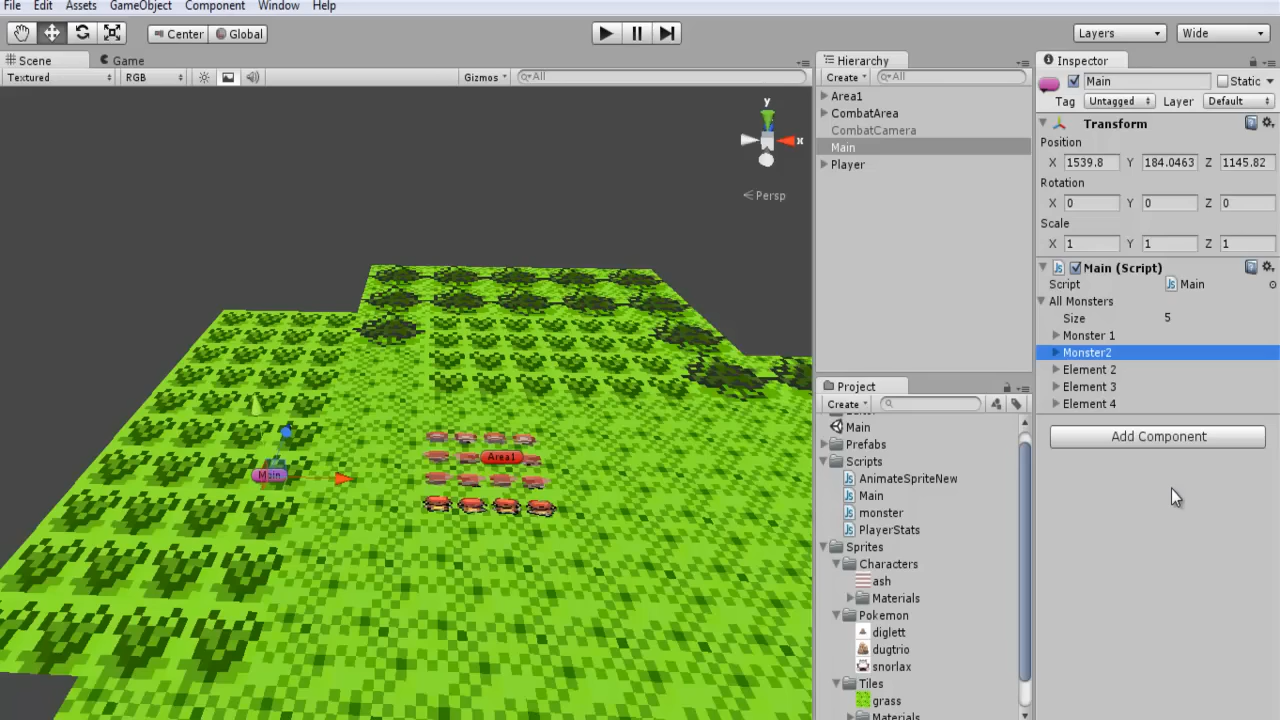 File Edit Assets GameObject Component Window Help
Center Global Layers Wide
Scene Game
Textured RGB Gizmos All
y
x
Persp
Main
Area1
Hierarchy
Create All
Area1
CombatArea
CombatCamera
Main
Player
Project
Create
Main
Prefabs
Scripts
AnimateSpriteNew
Main
monster
PlayerStats
Sprites
Characters
ash
Materials
Pokemon
diglett
dugtrio
snorlax
Tiles
grass
Materials
Inspector
Main Static
Tag Untagged Layer Default
Transform
Position
X 1539.8 Y 184.0463 Z 1145.82
Rotation
X 0 Y 0 Z 0
Scale
X 1 Y 1 Z 1
Main (Script)
Script Main
All Monsters
Size 5
Monster 1
Monster2
Element 2
Element 3
Element 4
Add Component